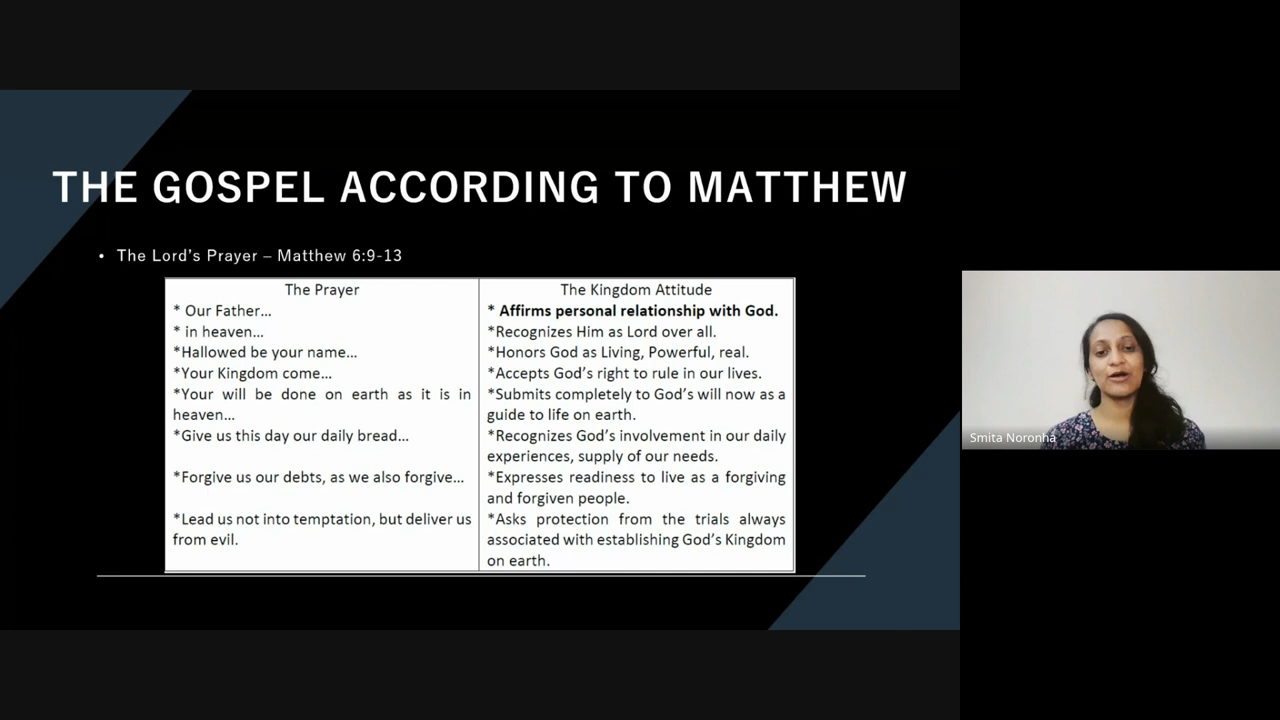 THE GOSPEL ACCORDING TO MATTHEW
• The Lord's Prayer – Matthew 6:9-13
The Prayer
* Our Father...
* in heaven...
*Hallowed be your name...
*Your Kingdom come...
*Your will be done on earth as it is in
heaven...
*Give us this day our daily bread...
*Forgive us our debts, as we also forgive...
*Lead us not into temptation, but deliver us
from evil.
The Kingdom Attitude
* Affirms personal relationship with God.
*Recognizes Him as Lord over all.
*Honors God as Living, Powerful, real.
*Accepts God's right to rule in our lives.
*Submits completely to God's will now as a
guide to life on earth.
*Recognizes God's involvement in our daily
experiences, supply of our needs.
*Expresses readiness to live as a forgiving
and forgiven people.
*Asks protection from the trials always
associated with establishing God's Kingdom
on earth.
Smita Noronha